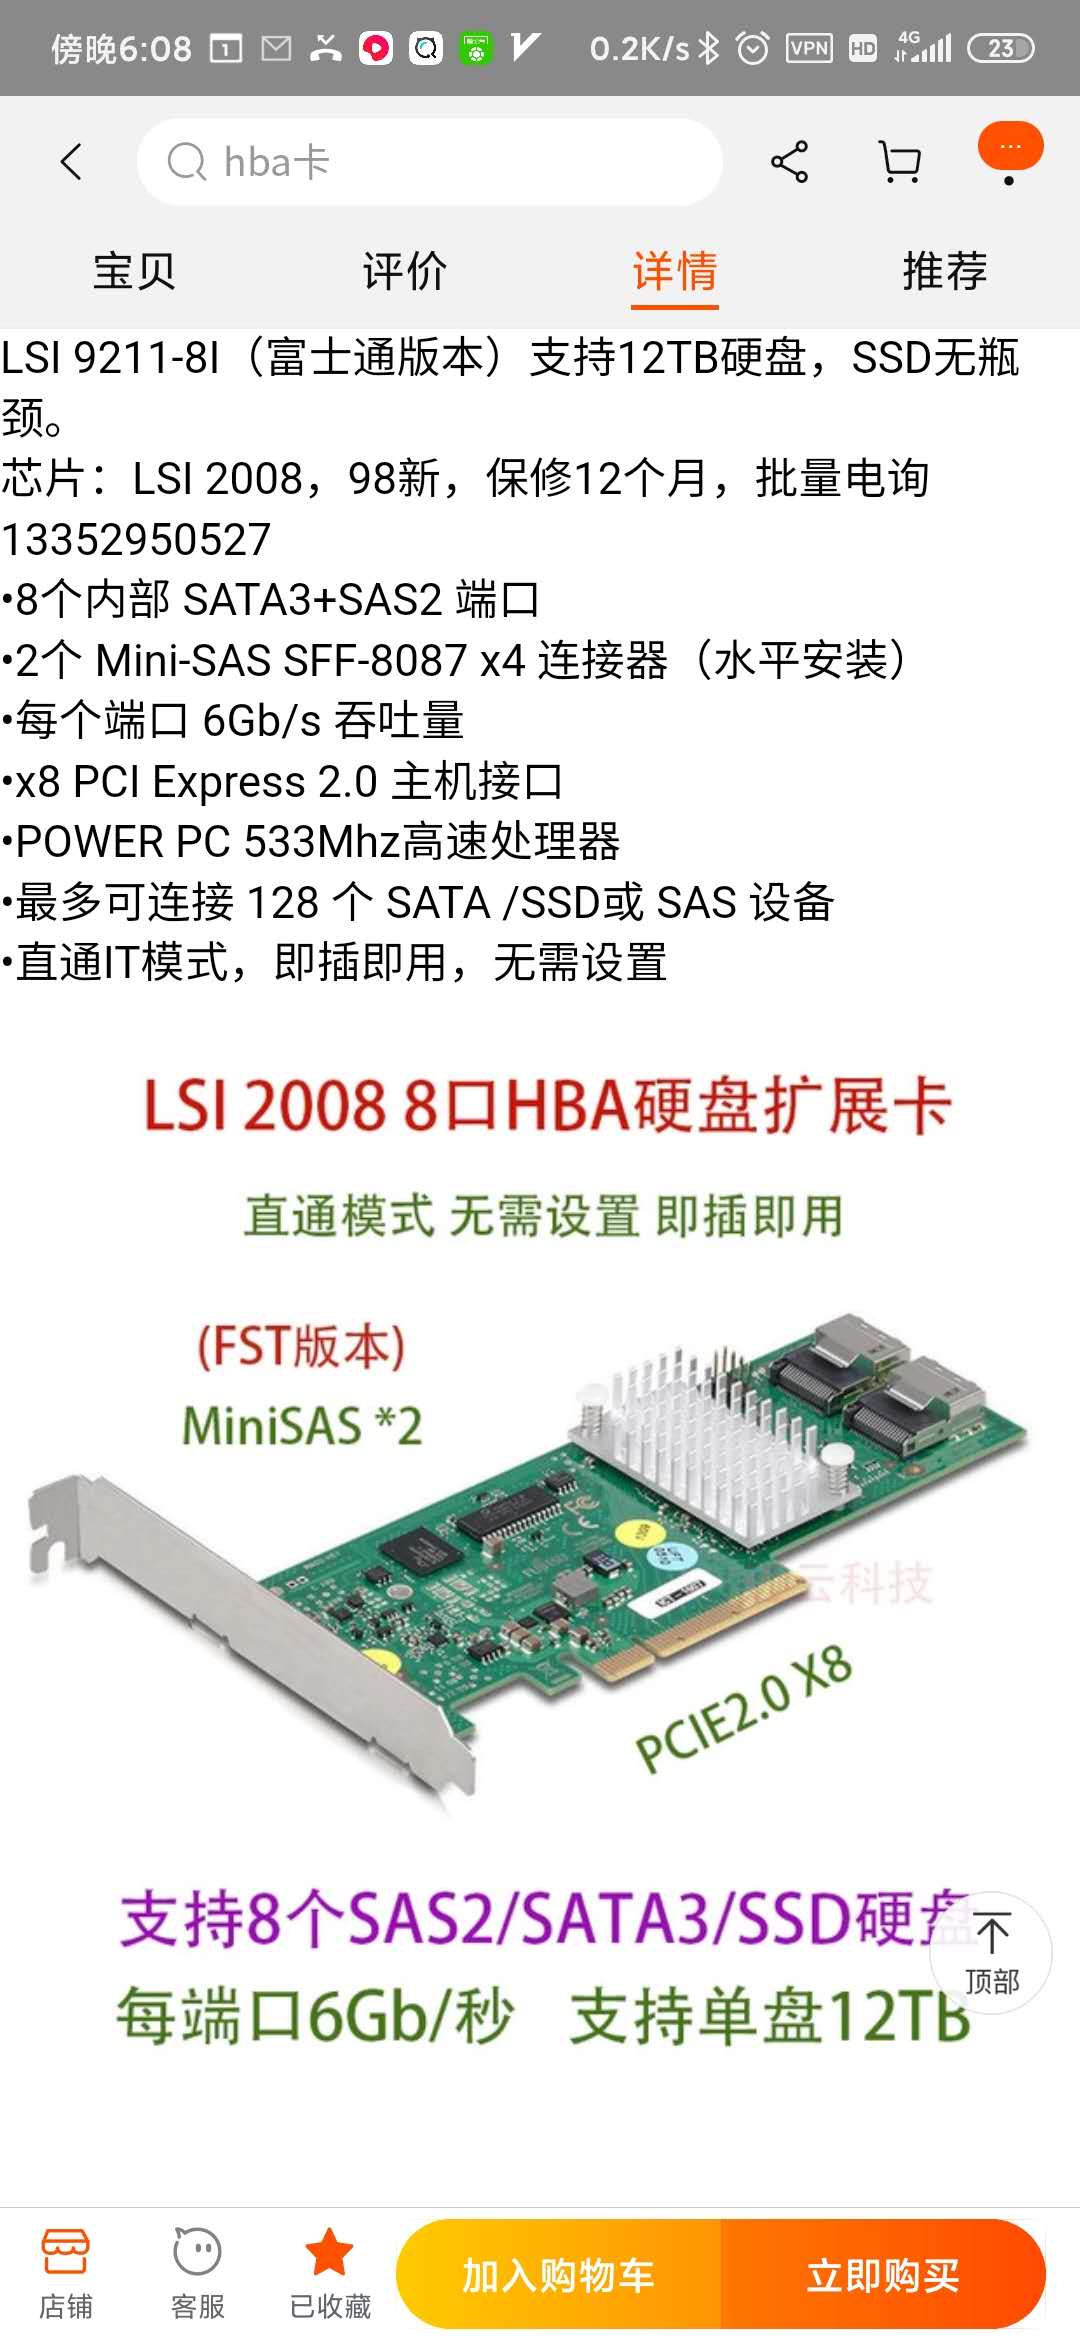 傍晚6:08
1
0.2K/s
VPN
HD
4G
23
hba卡
宝贝
评价
详情
推荐
LSI 9211-8I（富士通版本）支持12TB硬盘，SSD无瓶
颈。
芯片：LSI 2008，98新，保修12个月，批量电询
13352950527
•8个内部 SATA3+SAS2 端口
•2个 Mini-SAS SFF-8087 x4 连接器（水平安装）
•每个端口 6Gb/s 吞吐量
•x8 PCI Express 2.0 主机接口
•POWER PC 533Mhz高速处理器
•最多可连接 128 个 SATA /SSD或 SAS 设备
•直通IT模式，即插即用，无需设置
LSI 2008 8口HBA硬盘扩展卡
直通模式 无需设置 即插即用
(FST版本)
MiniSAS *2
FC
CE
云科技
PCIE2.0 X8
支持8个SAS2/SATA3/SSD硬盘
每端口6Gb/秒 支持单盘12TB
顶部
店铺
客服
已收藏
加入购物车
立即购买